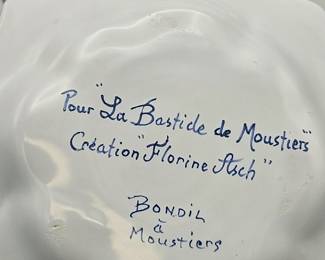 Pour "La Bastide de Moustiers"
Création "Florine Asch"
BONDIL
à
Moustiers